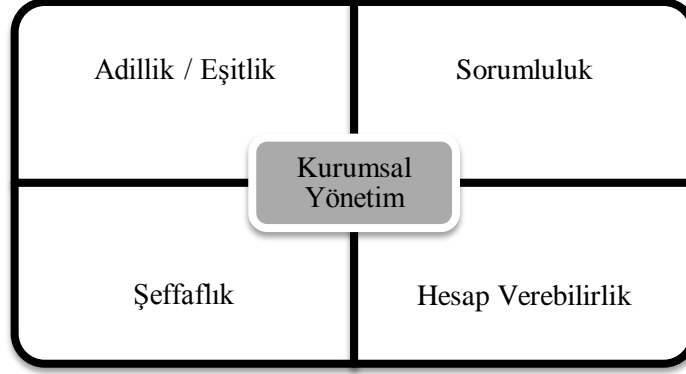 Adillik / Eşitlik
Sorumluluk
Kurumsal
Yönetim
Şeffaflık
Hesap Verebilirlik